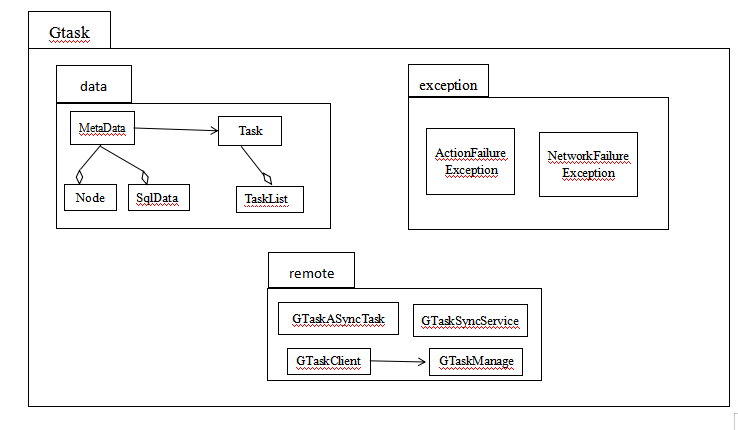 Gtask
data
MetaData
Task
Node
SqlData
TaskList
exception
ActionFailure
Exception
NetworkFailure
Exception
remote
GTaskASyncTask
GTaskSyncService
GTaskClient
GTaskManage